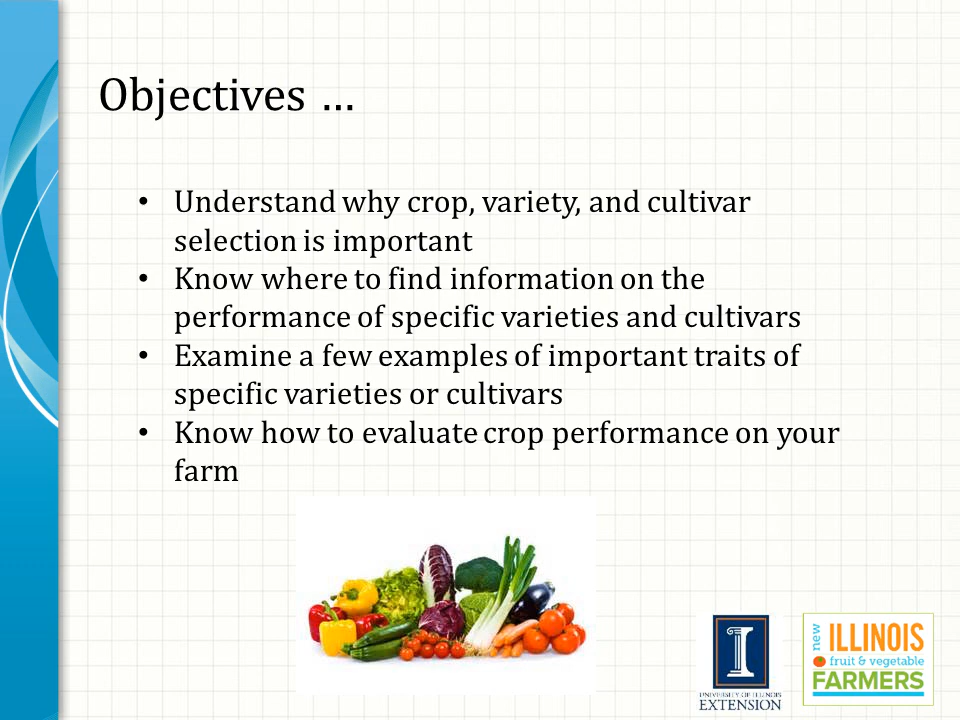 Objectives …
• Understand why crop, variety, and cultivar
selection is important
• Know where to find information on the
performance of specific varieties and cultivars
• Examine a few examples of important traits of
specific varieties or cultivars
• Know how to evaluate crop performance on your
farm
I
UNIVERSITY OF ILLINOIS
EXTENSION
new
ILLINOIS
fruit & vegetable
FARMERS